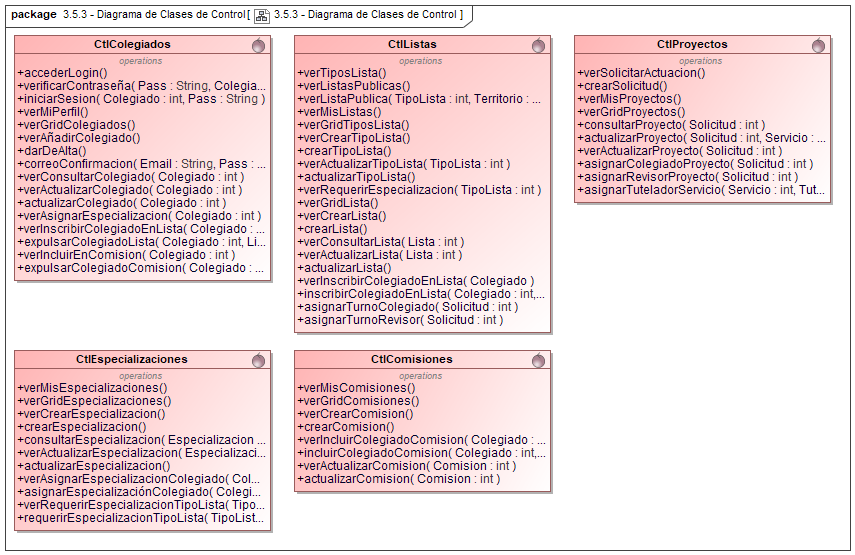 package 3.5.3 - Diagrama de Clases de Control [ 3.5.3 - Diagrama de Clases de Control ]
CtlColegiados
operations
+accederLogin()
+verificarContraseña( Pass : String, Colegia...
+iniciarSesion( Colegiado : int, Pass : String )
+verMiPerfil()
+verGridColegiados()
+verAñadirColegiado()
+darDeAlta()
+correoConfirmacion( Email : String, Pass : ...
+verConsultarColegiado( Colegiado : int )
+verActualizarColegiado( Colegiado : int )
+actualizarColegiado( Colegiado : int )
+verAsignarEspecializacion( Colegiado : int )
+verInscribirColegiadoEnLista( Colegiado : ...
+expulsarColegiadoLista( Colegiado : int, Li...
+verIncluirEnComision( Colegiado : int )
+expulsarColegiadoComision( Colegiado : ...
CtlListas
operations
+verTiposLista()
+verListasPublicas()
+verListaPublica( TipoLista : int, Territorio : ...
+verMisListas()
+verGridTiposLista()
+verCrearTipoLista()
+crearTipoLista()
+verActualizarTipoLista( TipoLista : int )
+actualizarTipoLista()
+verRequerirEspecializacion( TipoLista : int )
+verGridLista()
+verCrearLista()
+crearLista()
+verConsultarLista( Lista : int )
+verActualizarLista( Lista : int )
+actualizarLista()
+verInscribirColegiadoEnLista( Colegiado )
+inscribirColegiadoEnLista( Colegiado : int,...
+asignarTurnoColegiado( Solicitud : int )
+asignarTurnoRevisor( Solicitud : int )
CtlProyectos
operations
+verSolicitarActuacion()
+crearSolicitud()
+verMisProyectos()
+verGridProyectos()
+consultarProyecto( Solicitud : int )
+actualizarProyecto( Solicitud : int, Servicio : ...
+verActualizarProyecto( Solicitud : int )
+asignarColegiadoProyecto( Solicitud : int )
+asignarRevisorProyecto( Solicitud : int )
+asignarTuteladorServicio( Servicio : int, Tut...
CtlEspecializaciones
operations
+verMisEspecializaciones()
+verGridEspecializaciones()
+verCrearEspecializacion()
+crearEspecializacion()
+consultarEspecializacion( Especializacion ...
+verActualizarEspecializacion( Especializaci...
+actualizarEspecializacion()
+verAsignarEspecializacionColegiado( Col...
+asignarEspecializaciónColegiado( Colegi...
+verRequerirEspecializacionTipoLista( Tipo...
+requerirEspecializacionTipoLista( TipoList...
CtlComisiones
operations
+verMisComisiones()
+verGridComisiones()
+verCrearComision()
+crearComision()
+verIncluirColegiadoComision( Colegiado : ...
+incluirColegiadoComision( Colegiado : int,...
+verActualizarComision( Comision : int )
+actualizarComision( Comision : int )